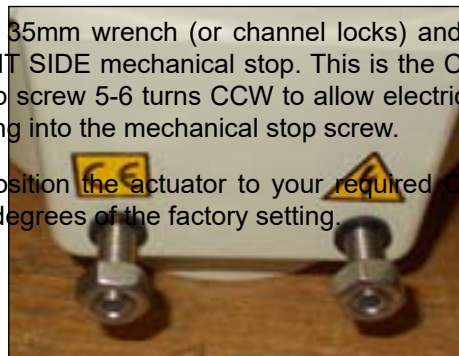 35mm wrench (or channel locks) and
T SIDE mechanical stop. This is the C
screw 5-6 turns CCW to allow electric
ng into the mechanical stop screw.
osition the actuator to your required
degrees of the factory setting.
CE